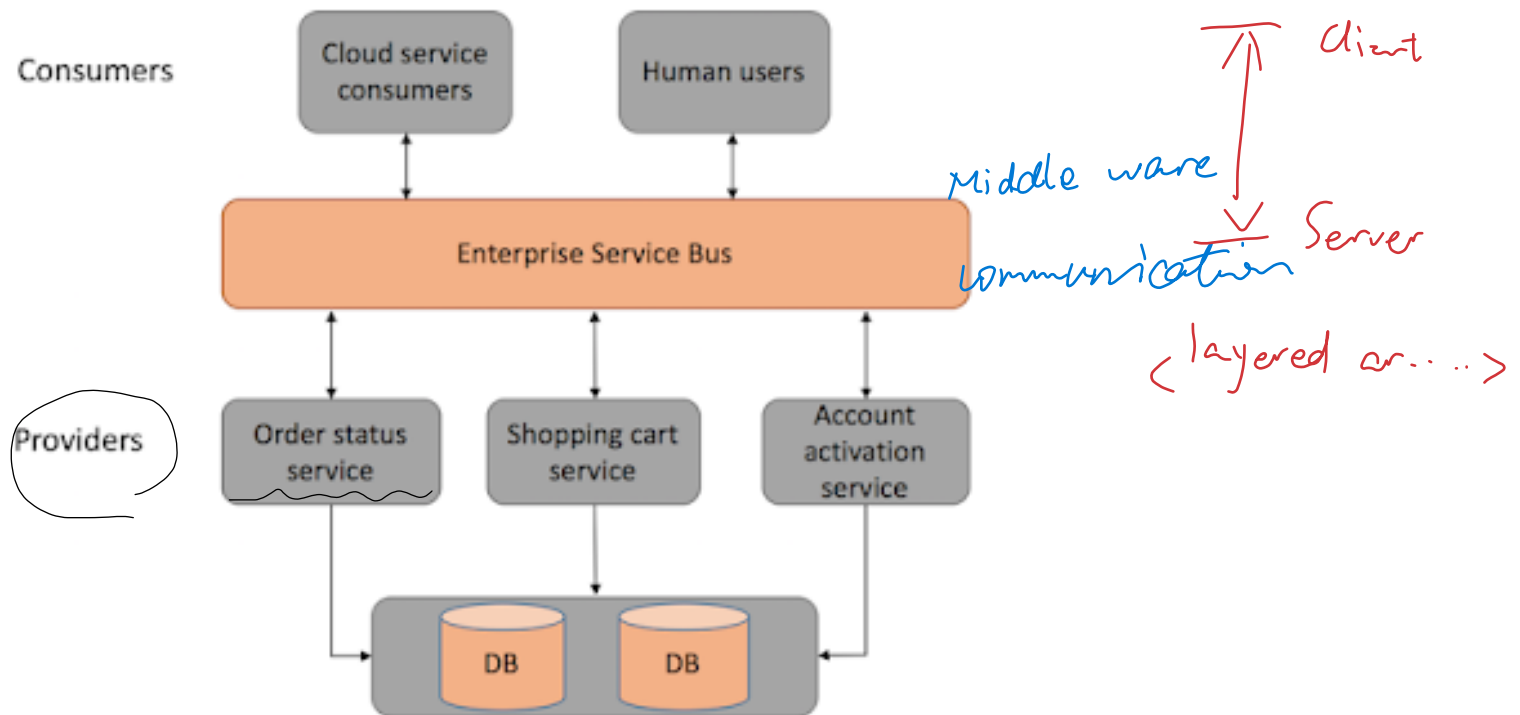 Consumers
Cloud service
consumers
Human users
Client
Middle ware
Enterprise Service Bus
Server
communication
<layered ar.....>
Providers
Order status
service
Shopping cart
service
Account
activation
service
DB
DB